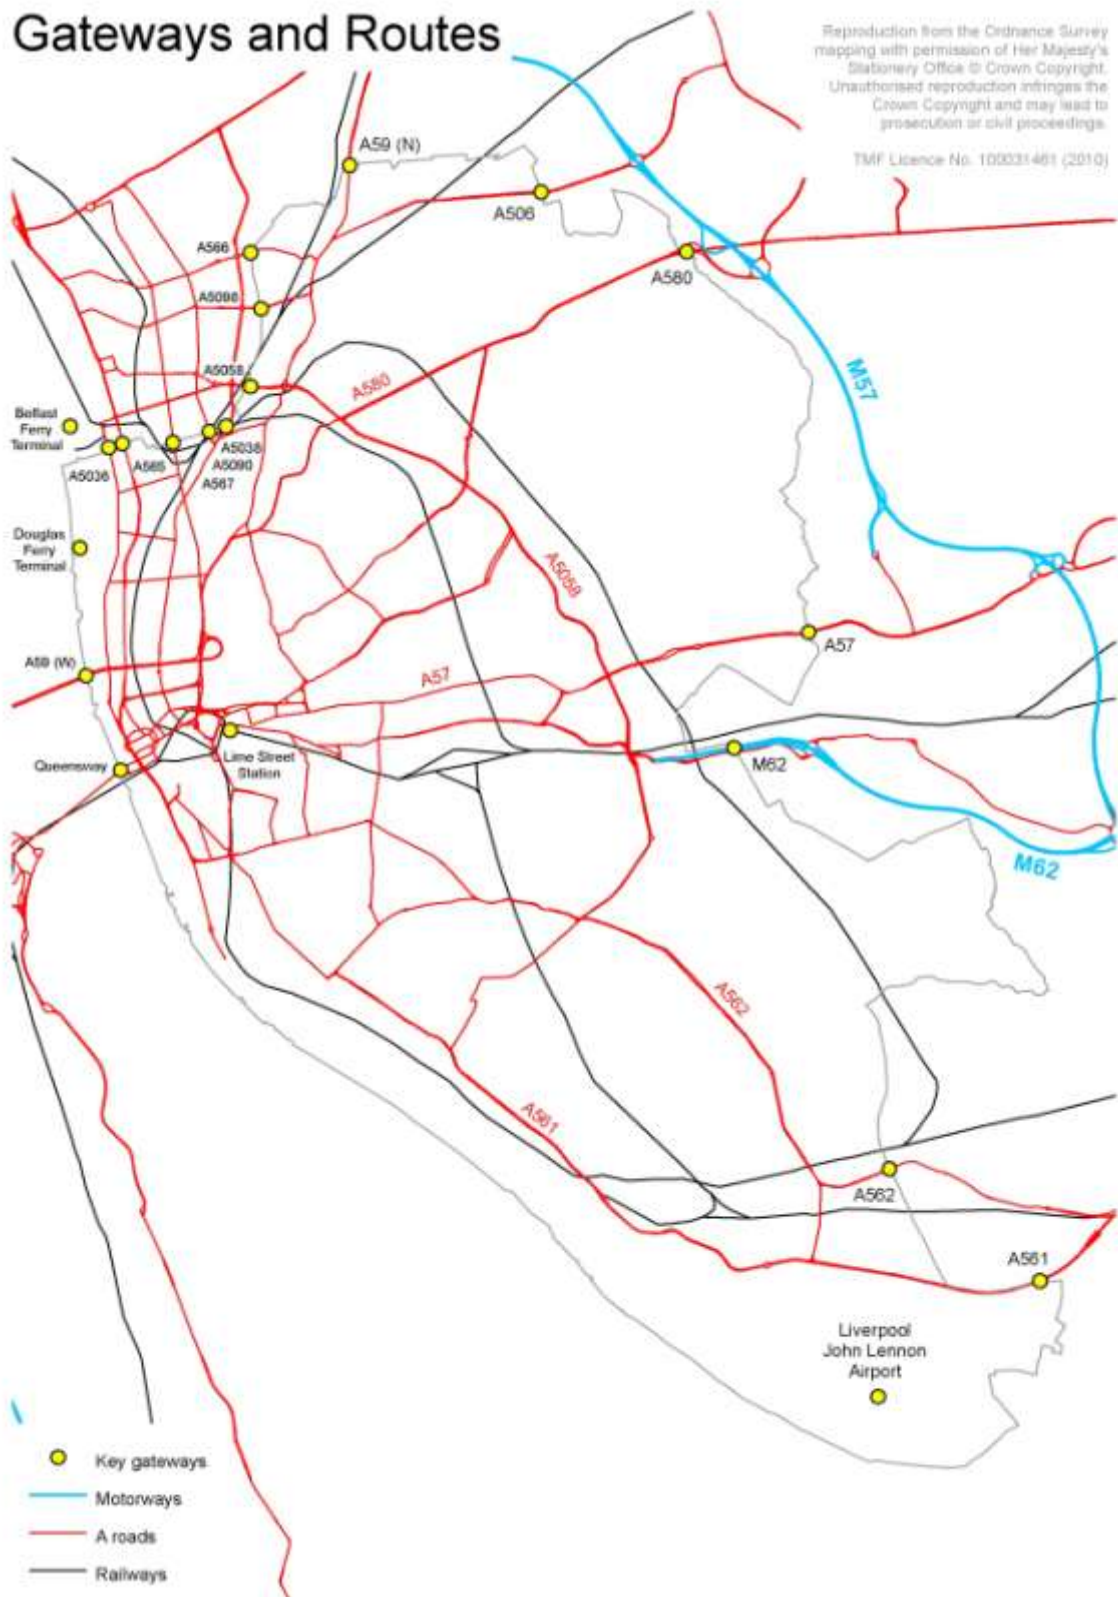 Gateways and Routes
Reproduction from the Ordnance Survey
mapping with permission of Her Majesty's
Stationery Office © Crown Copyright.
Unauthorised reproduction infringes the
Crown Copyright and may lead to
prosecution or civil proceedings.
TMF Licence No. 100031461 (2010)
A59 (N)
A506
A566
A580
A5098
M57
A5058
A580
Belfast
Ferry
Terminal
A5038
A565
A5036
A5090
A567
Douglas
Ferry
Terminal
A5058
A57
A59 (W)
A57
Queensway
Lime Street
Station
M62
M62
A562
A561
A562
A561
Liverpool
John Lennon
Airport
Key gateways
Motorways
A roads
Railways